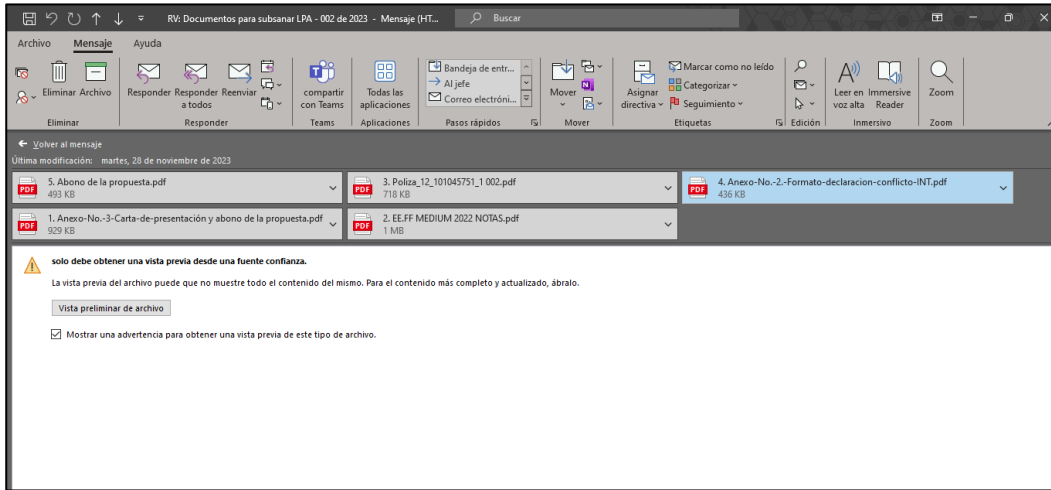 RV: Documentos para subsanar LPA - 002 de 2023 - Mensaje (HT...
Buscar
Archivo Mensaje Ayuda
Eliminar Archivo
Responder Responder a todos Reenviar
compartir con Teams
Todas las aplicaciones
Bandeja de entr...
Al jefe
Correo electróni...
Mover
Asignar directiva
Marcar como no leído
Categorizar
Seguimiento
Leer en voz alta
Immersive Reader
Zoom
Eliminar Responder Teams Aplicaciones Pasos rápidos Mover Etiquetas Edición Inmersivo Zoom
Volver al mensaje
Última modificación: martes, 28 de noviembre de 2023
5. Abono de la propuesta.pdf
493 KB
3. Poliza_12_101045751_1 002.pdf
718 KB
4. Anexo-No.-2.-Formato-declaracion-conflicto-INT.pdf
436 KB
1. Anexo-No.-3-Carta-de-presentación y abono de la propuesta.pdf
929 KB
2. EE.FF MEDIUM 2022 NOTAS.pdf
1 MB
solo debe obtener una vista previa desde una fuente confianza.
La vista previa del archivo puede que no muestre todo el contenido del mismo. Para el contenido más completo y actualizado, ábralo.
Vista preliminar de archivo
Mostrar una advertencia para obtener una vista previa de este tipo de archivo.